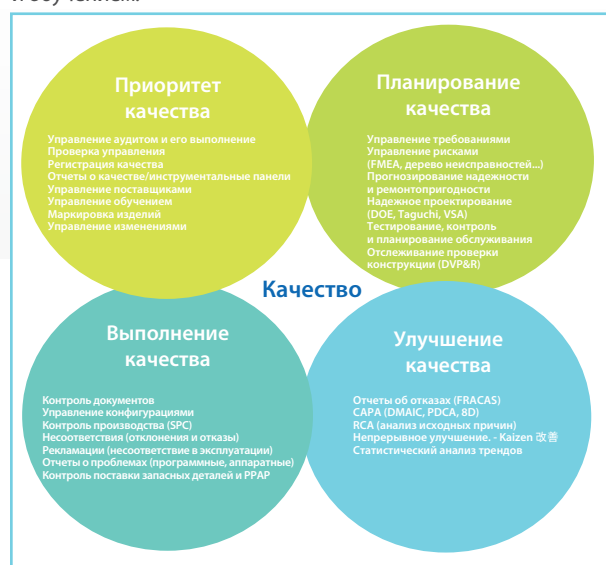 Приоритет
качества
Управление аудитом и его выполнение
Проверка управления
Регистрация качества
Отчеты о качестве/инструментальные панели
Управление поставщиками
Управление обучением
Маркировка изделий
Управление изменениями
Планирование
качества
Управление требованиями
Управление рисками
(FMEA, дерево неисправностей...)
Прогнозирование надежности
и ремонтопригодности
Надежное проектирование
(DOE, Taguchi, VSA)
Тестирование, контроль
и планирование обслуживания
Отслеживание проверки
конструкции (DVP&R)
Качество
Выполнение
качества
Контроль документов
Управление конфигурациями
Контроль производства (SPC)
Несоответствия (отклонения и отказы)
Рекламации (несоответствие в эксплуатации)
Отчеты о проблемах (программные, аппаратные)
Контроль поставки запасных деталей и PPAP
Улучшение
качества
Отчеты об отказах (FRACAS)
CAPA (DMAIC, PDCA, 8D)
RCA (анализ исходных причин)
Непрерывное улучшение. - Kaizen 改善
Статистический анализ трендов